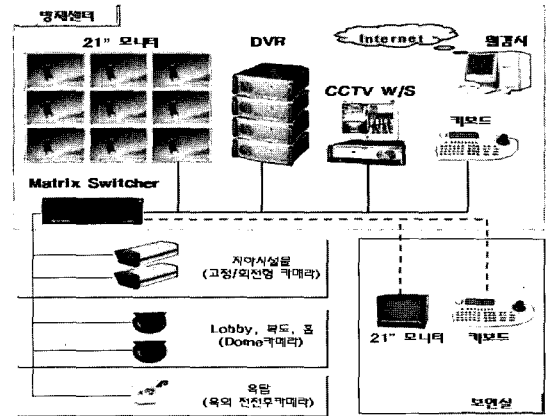 방재센터
21" 모니터
DVR
Internet
웹감시
CCTV W/S
키보드
Matrix Switcher
지하시설물
(고정/회전형 카메라)
Lobby, 복도, 홀
(Dome카메라)
옥탑
(옥외 전천후카메라)
21" 모니터
키보드
보안실